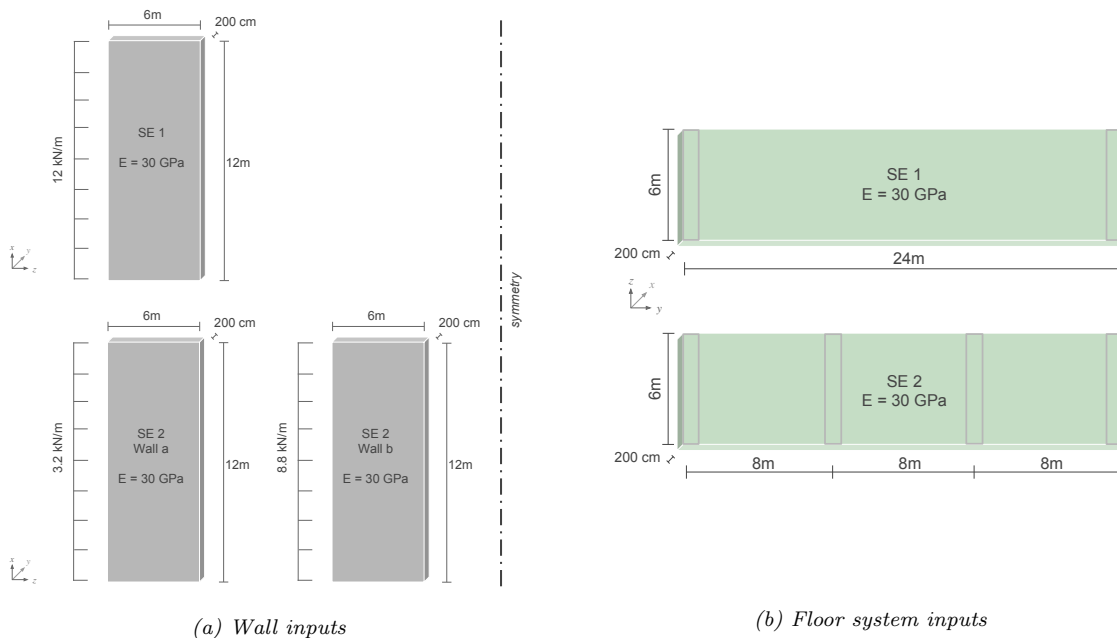 6m
200 cm
SE 1
E = 30 GPa
12 kN/m
12m
x
y
z
6m
200 cm
SE 2
Wall a
E = 30 GPa
3.2 kN/m
12m
6m
200 cm
SE 2
Wall b
E = 30 GPa
8.8 kN/m
12m
x
y
z
symmetry
(a) Wall inputs
SE 1
E = 30 GPa
6m
200 cm
24m
z
x
y
SE 2
E = 30 GPa
6m
200 cm
8m
8m
8m
(b) Floor system inputs